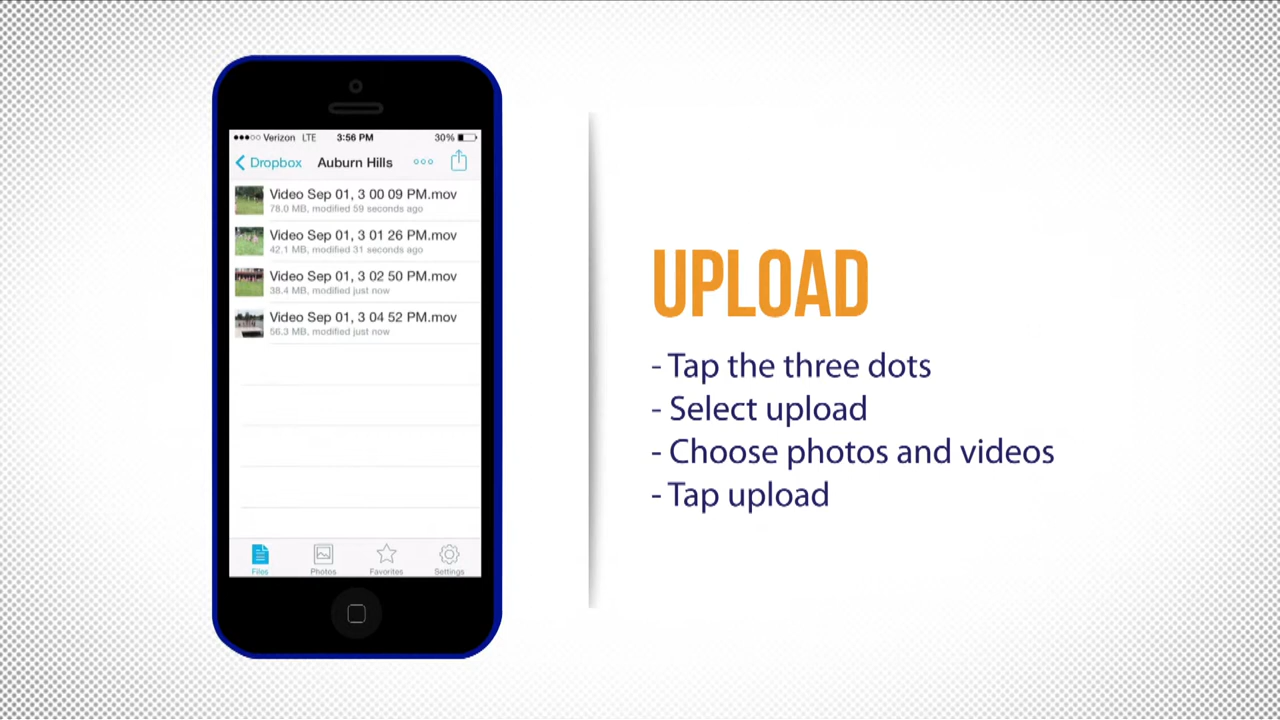 Verizon LTE 3:56 PM 30%
Dropbox Auburn Hills
Video Sep 01, 3 00 09 PM.mov
78.0 MB, modified 59 seconds ago
Video Sep 01, 3 01 26 PM.mov
42.1 MB, modified 31 seconds ago
Video Sep 01, 3 02 50 PM.mov
38.4 MB, modified just now
Video Sep 01, 3 04 52 PM.mov
56.3 MB, modified just now
Files Photos Favorites Settings
UPLOAD
- Tap the three dots
- Select upload
- Choose photos and videos
- Tap upload